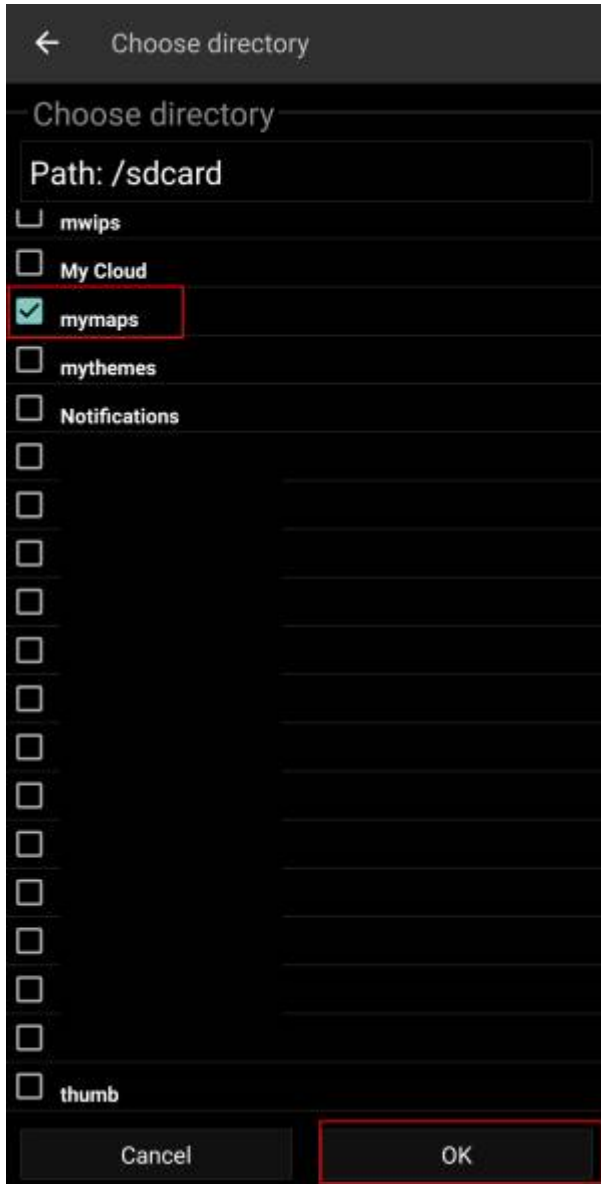 Choose directory
Choose directory
Path: /sdcard
mwips
My Cloud
mymaps
mythemes
Notifications
thumb
Cancel
OK